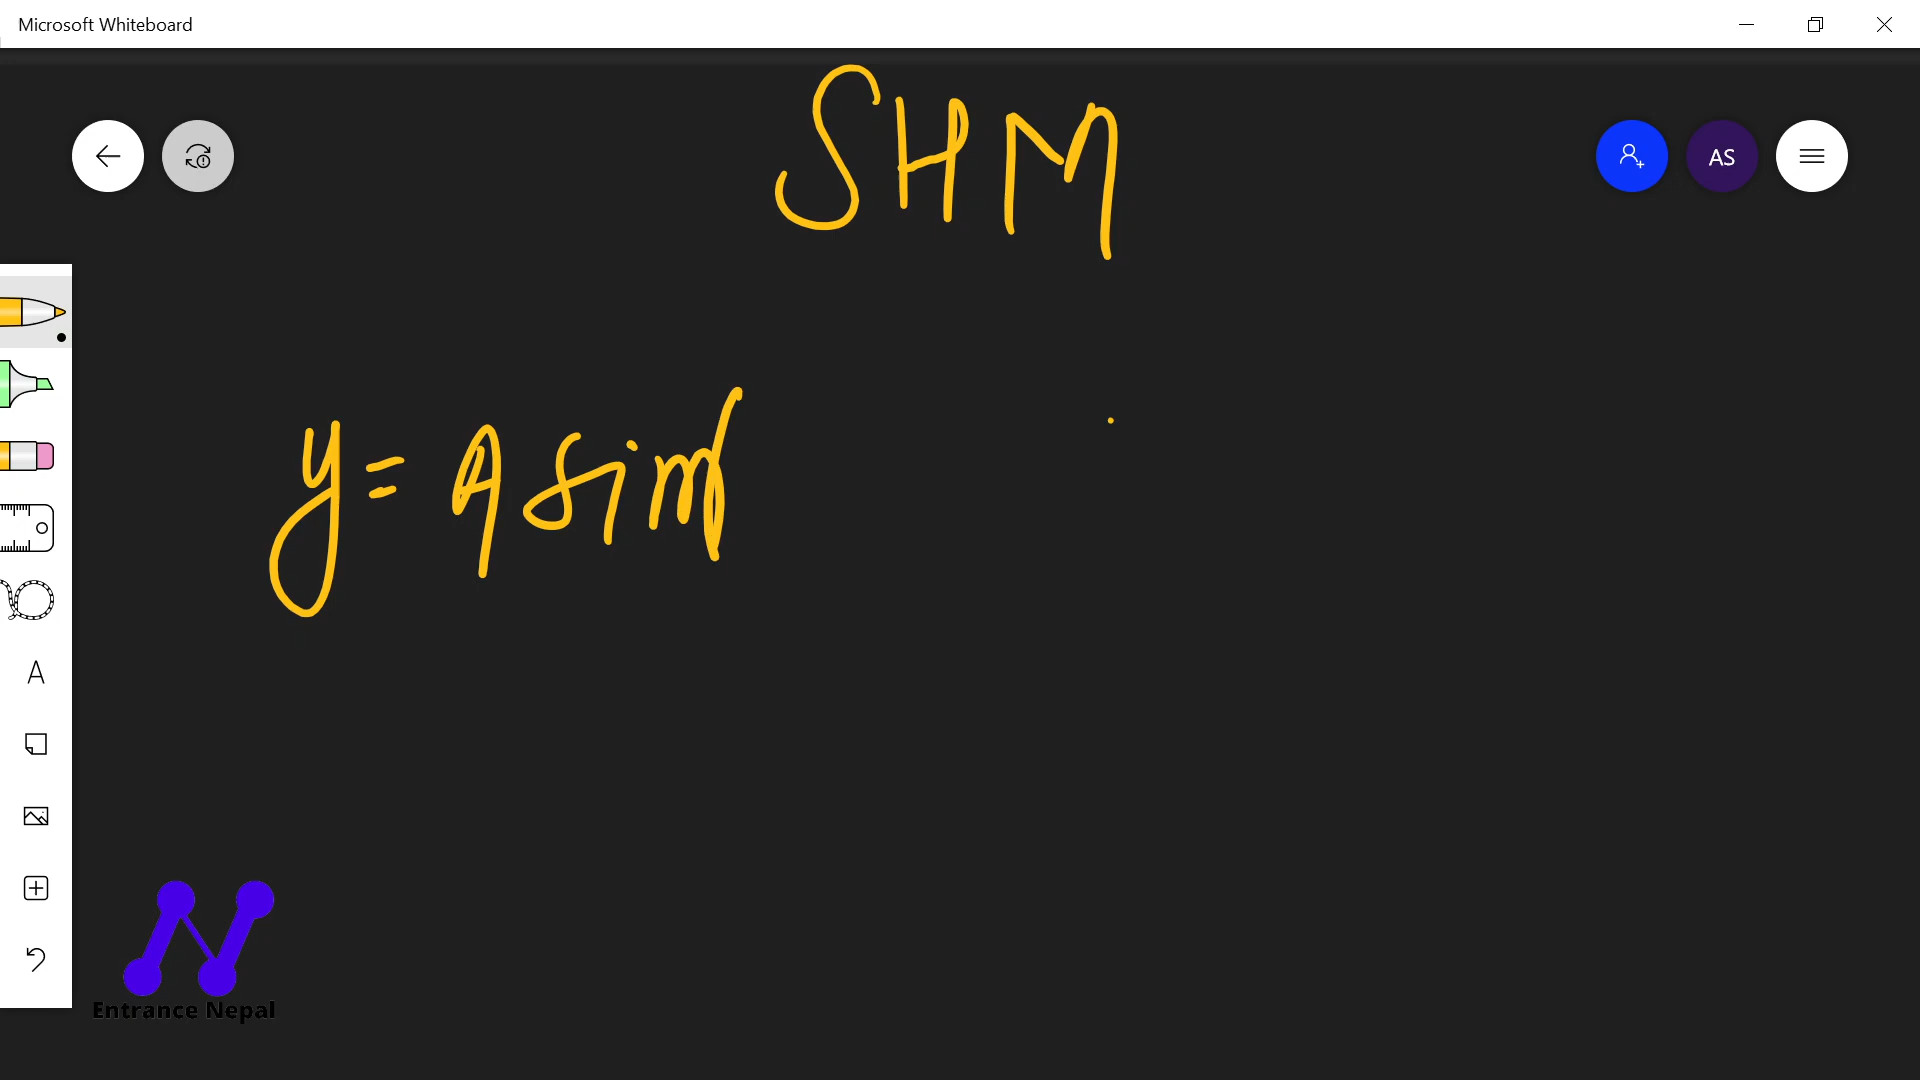 Microsoft Whiteboard
SHM
AS
y = A sin
A
Entrance Nepal